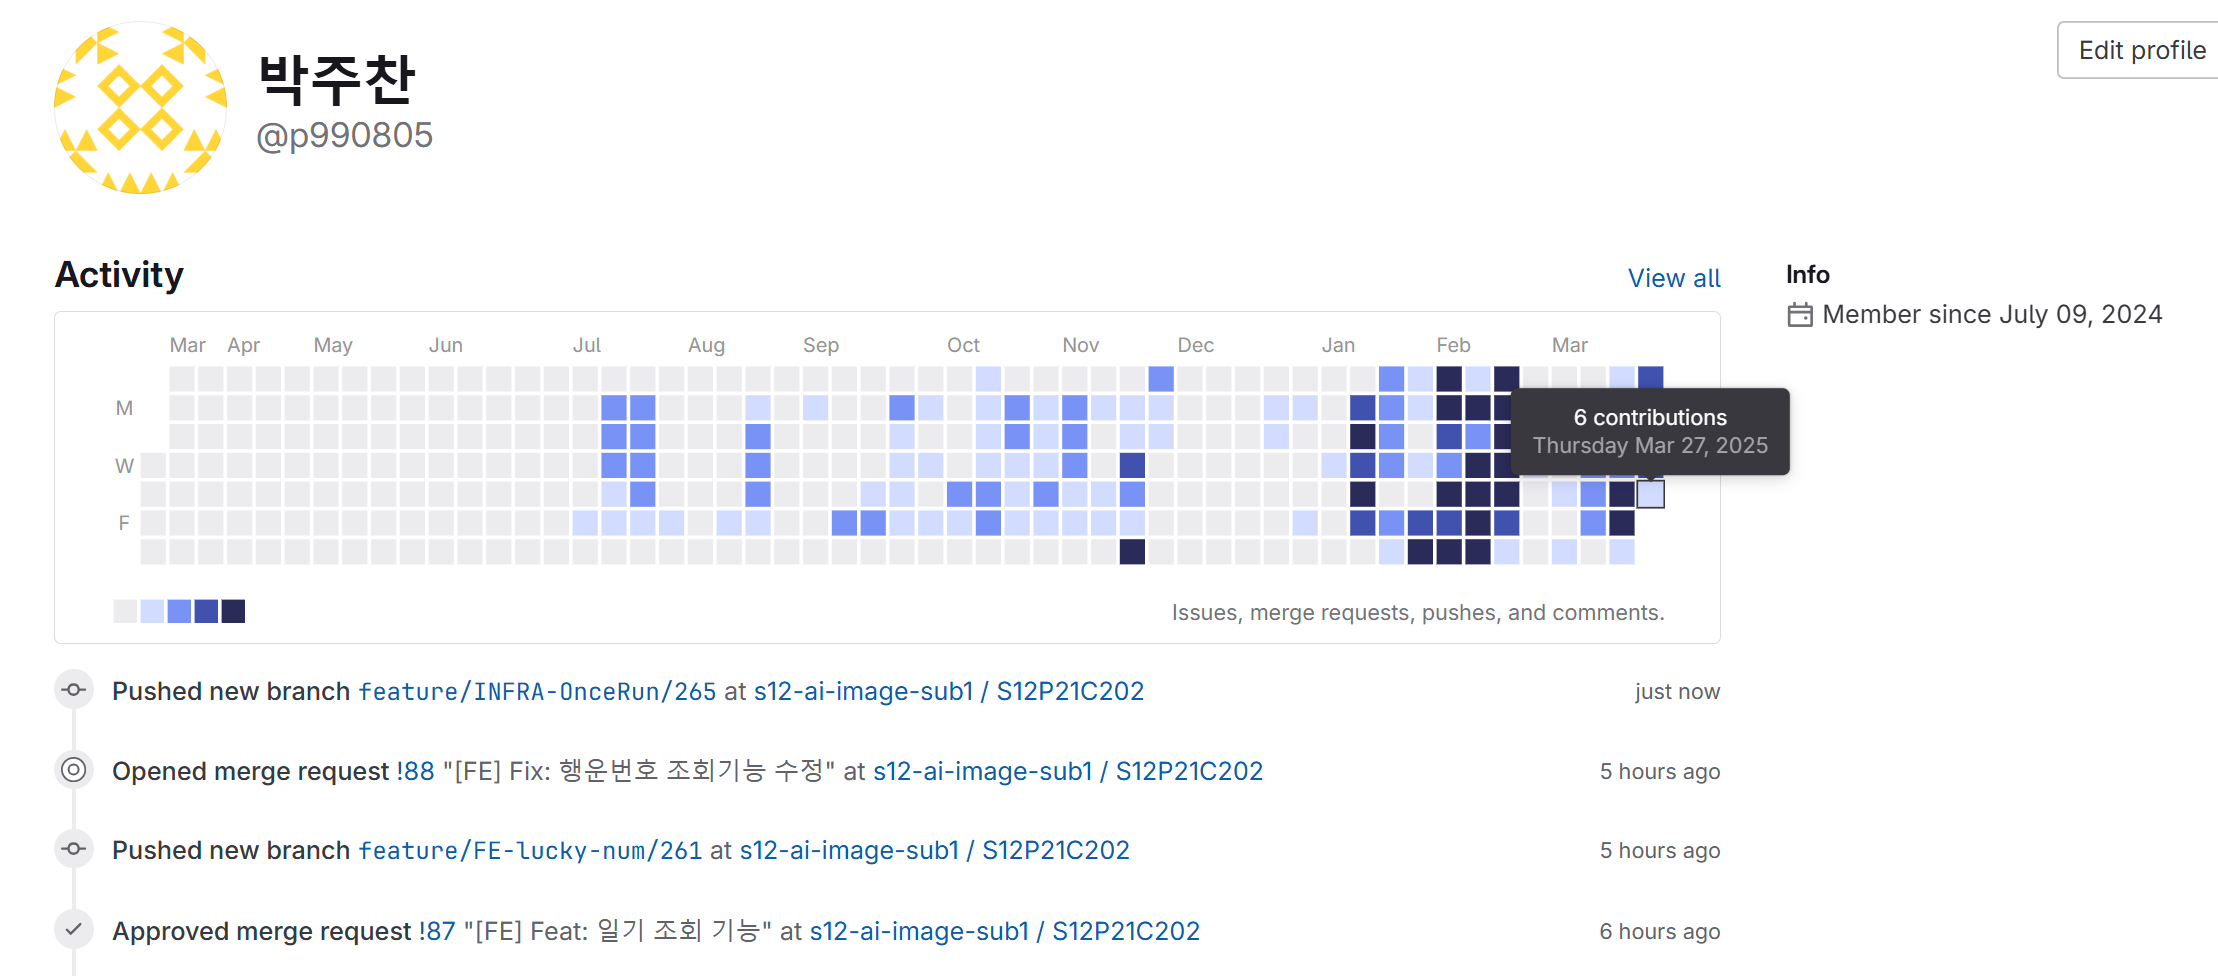 박주찬
@p990805
Edit profile
Activity
View all
Info
Member since July 09, 2024
Mar Apr May Jun Jul Aug Sep Oct Nov Dec Jan Feb Mar
M
W
F
6 contributions
Thursday Mar 27, 2025
Issues, merge requests, pushes, and comments.
Pushed new branch feature/INFRA-OnceRun/265 at s12-ai-image-sub1 / S12P21C202 just now
Opened merge request !88 "[FE] Fix: 행운번호 조회기능 수정" at s12-ai-image-sub1 / S12P21C202 5 hours ago
Pushed new branch feature/FE-lucky-num/261 at s12-ai-image-sub1 / S12P21C202 5 hours ago
Approved merge request !87 "[FE] Feat: 일기 조회 기능" at s12-ai-image-sub1 / S12P21C202 6 hours ago